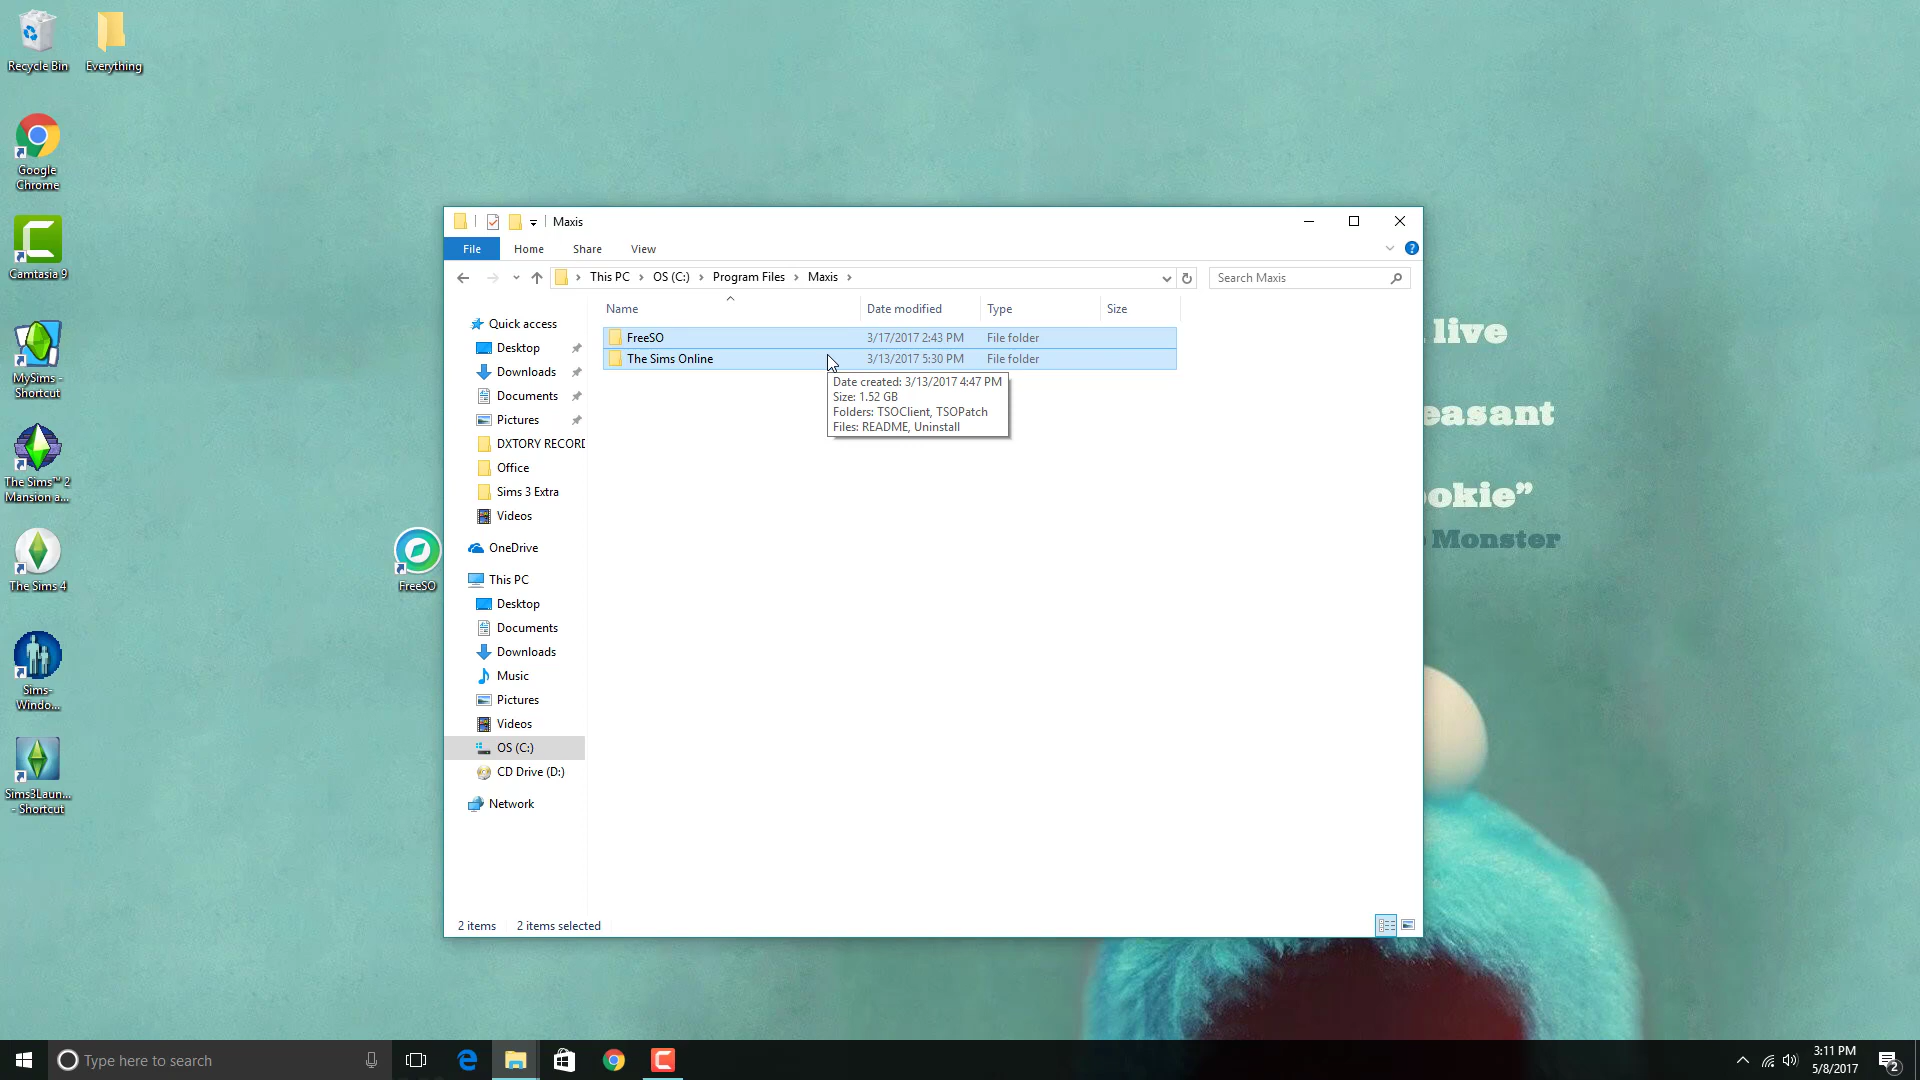 Recycle Bin
Everything
Google
Chrome
Camtasia 9
MySims -
Shortcut
The Sims™ 2
Mansion a...
The Sims 4
Sims-
Windo...
Sims3Laun...
- Shortcut
FreeSO
Maxis
File
Home
Share
View
This PC
OS (C:)
Program Files
Maxis
Search Maxis
Name
Date modified
Type
Size
FreeSO
3/17/2017 2:43 PM
File folder
The Sims Online
3/13/2017 5:30 PM
File folder
Date created: 3/13/2017 4:47 PM
Size: 1.52 GB
Folders: TSOClient, TSOPatch
Files: README, Uninstall
Quick access
Desktop
Downloads
Documents
Pictures
DXTORY RECORD
Office
Sims 3 Extra
Videos
OneDrive
This PC
Desktop
Documents
Downloads
Music
Pictures
Videos
OS (C:)
CD Drive (D:)
Network
2 items
2 items selected
live
easant
okie”
Monster
Type here to search
3:11 PM
5/8/2017
2